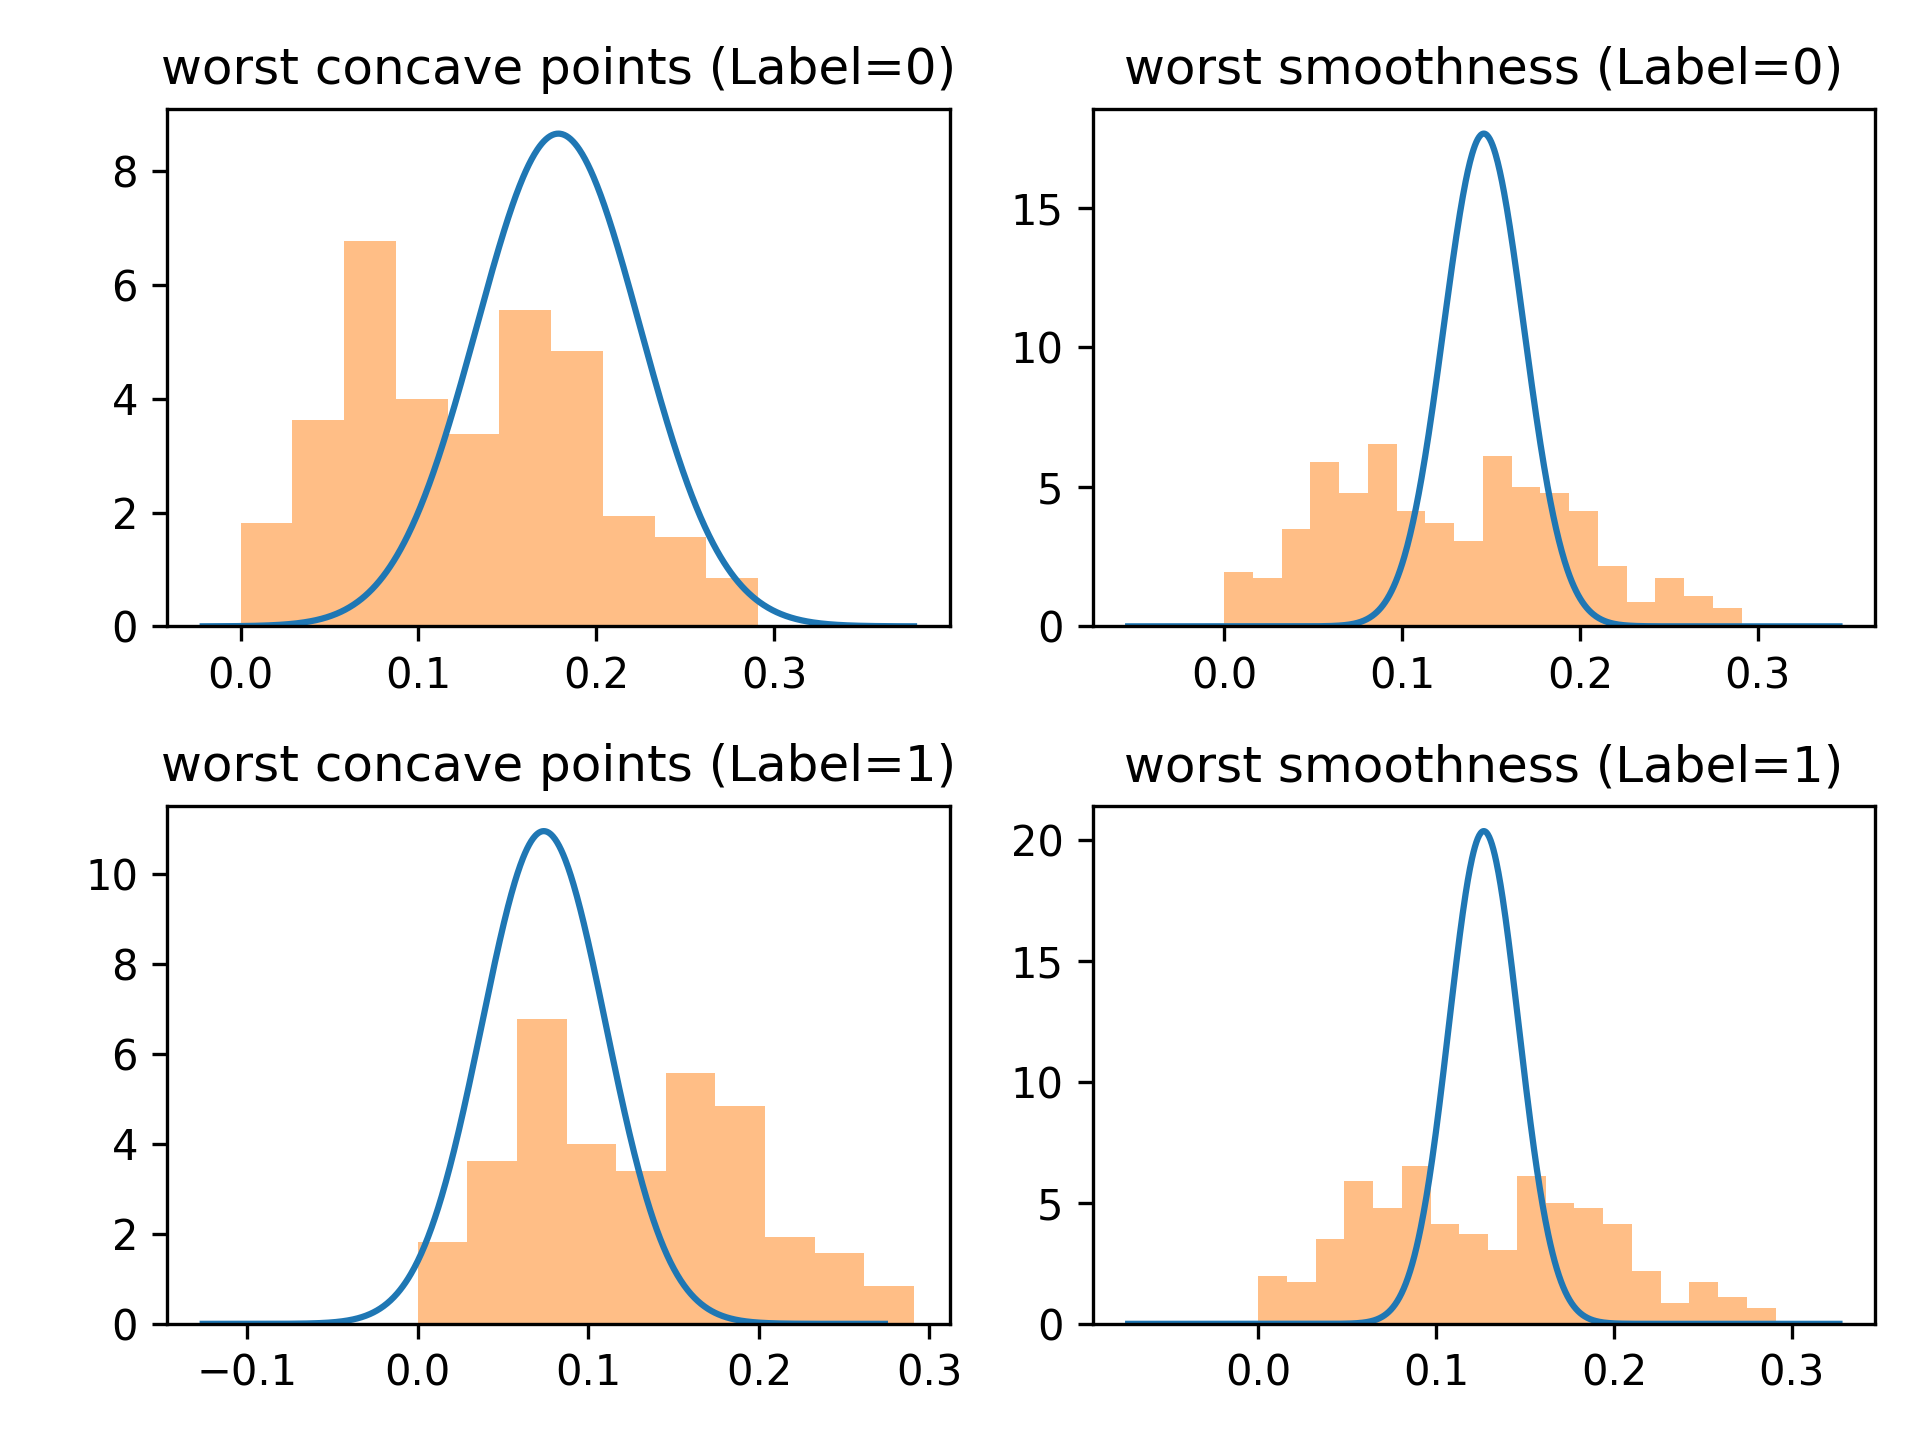 worst concave points (Label=0)
8
6
4
2
0
0.0 0.1 0.2 0.3
worst smoothness (Label=0)
15
10
5
0
0.0 0.1 0.2 0.3
worst concave points (Label=1)
10
8
6
4
2
0
−0.1 0.0 0.1 0.2 0.3
worst smoothness (Label=1)
20
15
10
5
0
0.0 0.1 0.2 0.3